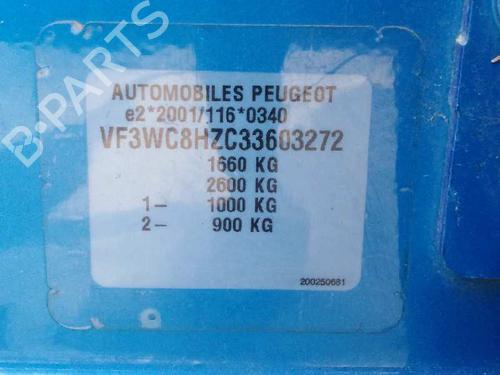 AUTOMOBILES PEUGEOT
e2*2001/116*0340
VF3WC8HZC33603272
1660 KG
2600 KG
1- 1000 KG
2- 900 KG
200250681
B-PARTS